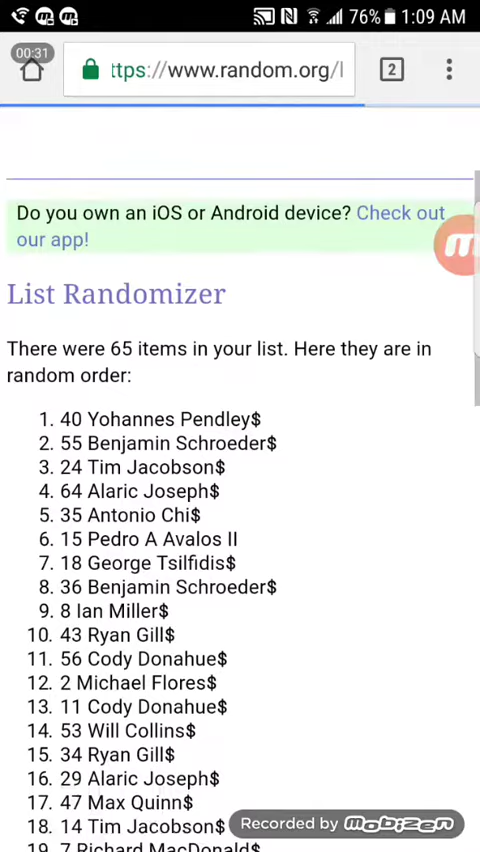 76% 1:09 AM
00:31
ttps://www.random.org/l
2
Do you own an iOS or Android device? Check out
our app!
List Randomizer
There were 65 items in your list. Here they are in
random order:
1. 40 Yohannes Pendley$
2. 55 Benjamin Schroeder$
3. 24 Tim Jacobson$
4. 64 Alaric Joseph$
5. 35 Antonio Chi$
6. 15 Pedro A Avalos II
7. 18 George Tsilfidis$
8. 36 Benjamin Schroeder$
9. 8 Ian Miller$
10. 43 Ryan Gill$
11. 56 Cody Donahue$
12. 2 Michael Flores$
13. 11 Cody Donahue$
14. 53 Will Collins$
15. 34 Ryan Gill$
16. 29 Alaric Joseph$
17. 47 Max Quinn$
18. 14 Tim Jacobson$
Recorded by mobizen
19. 7 Richard MacDonald$